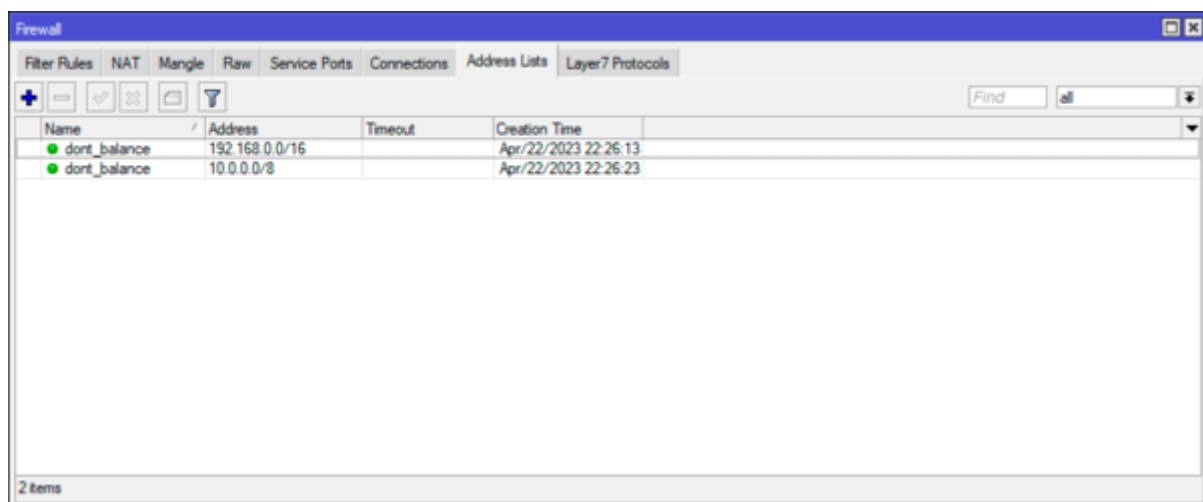 Firewall
Filter Rules NAT Mangle Raw Service Ports Connections Address Lists Layer7 Protocols
Find all
Name Address Timeout Creation Time
dont_balance 192.168.0.0/16 Apr/22/2023 22:26:13
dont_balance 10.0.0.0/8 Apr/22/2023 22:26:23
2 items